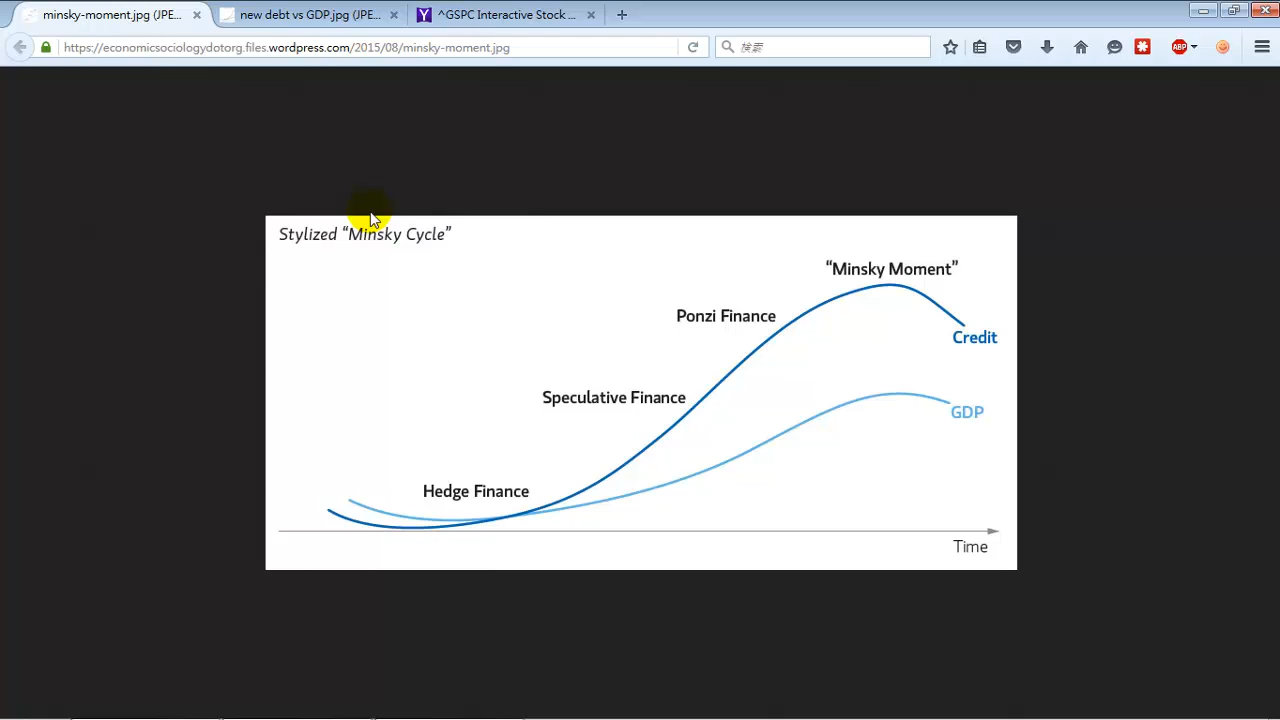 minsky-moment.jpg (JPE...
new debt vs GDP.jpg (JPE...
^GSPC Interactive Stock ...
https://economicsociologydotorg.files.wordpress.com/2015/08/minsky-moment.jpg
検索
ABP
Stylized “Minsky Cycle”
“Minsky Moment”
Ponzi Finance
Credit
Speculative Finance
GDP
Hedge Finance
Time